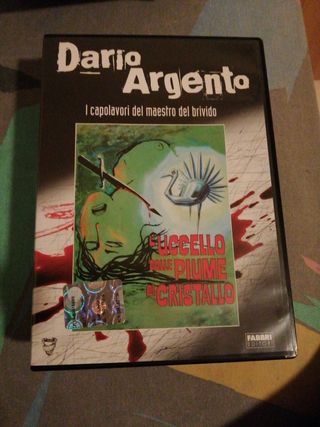 Dario
Argento
I capolavori del maestro del brivido
L'UCCELLO
DALLE PIUME
DI CRISTALLO
FABBRI
EDITORI